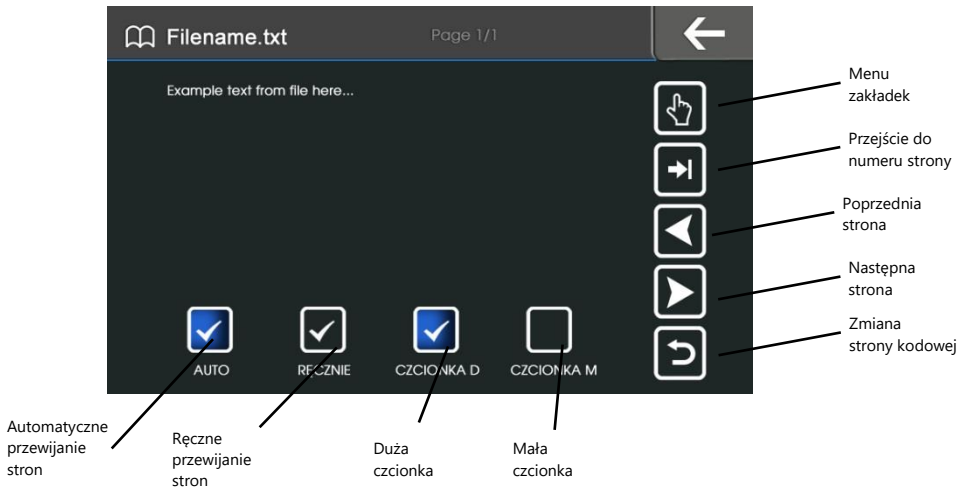 Filename.txt Page 1/1
Example text from file here...
Menu
zakładek
Przejście do
numeru strony
Poprzednia
strona
Następna
strona
Zmiana
strony kodowej
AUTO RĘCZNIE CZCIONKA D CZCIONKA M
Automatyczne
przewijanie
stron
Ręczne
przewijanie
stron
Duża
czcionka
Mała
czcionka